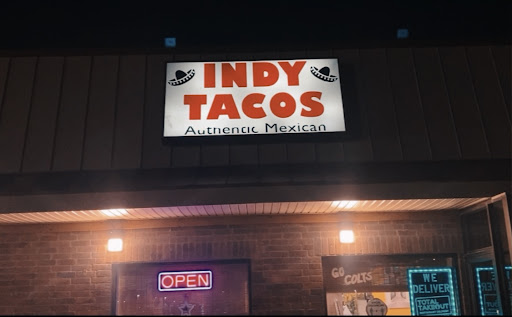 INDY
TACOS
Authentic Mexican
OPEN
GO
COLTS
WE
DELIVER
TOTAL
TAKEOUT